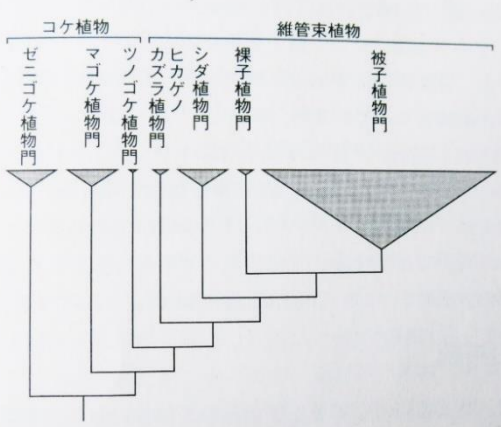 コケ植物
維管束植物
ゼニゴケ植物門
マゴケ植物門
ツノゴケ植物門
ヒカゲノ
カズラ植物門
シダ植物門
裸子植物門
被子植物門